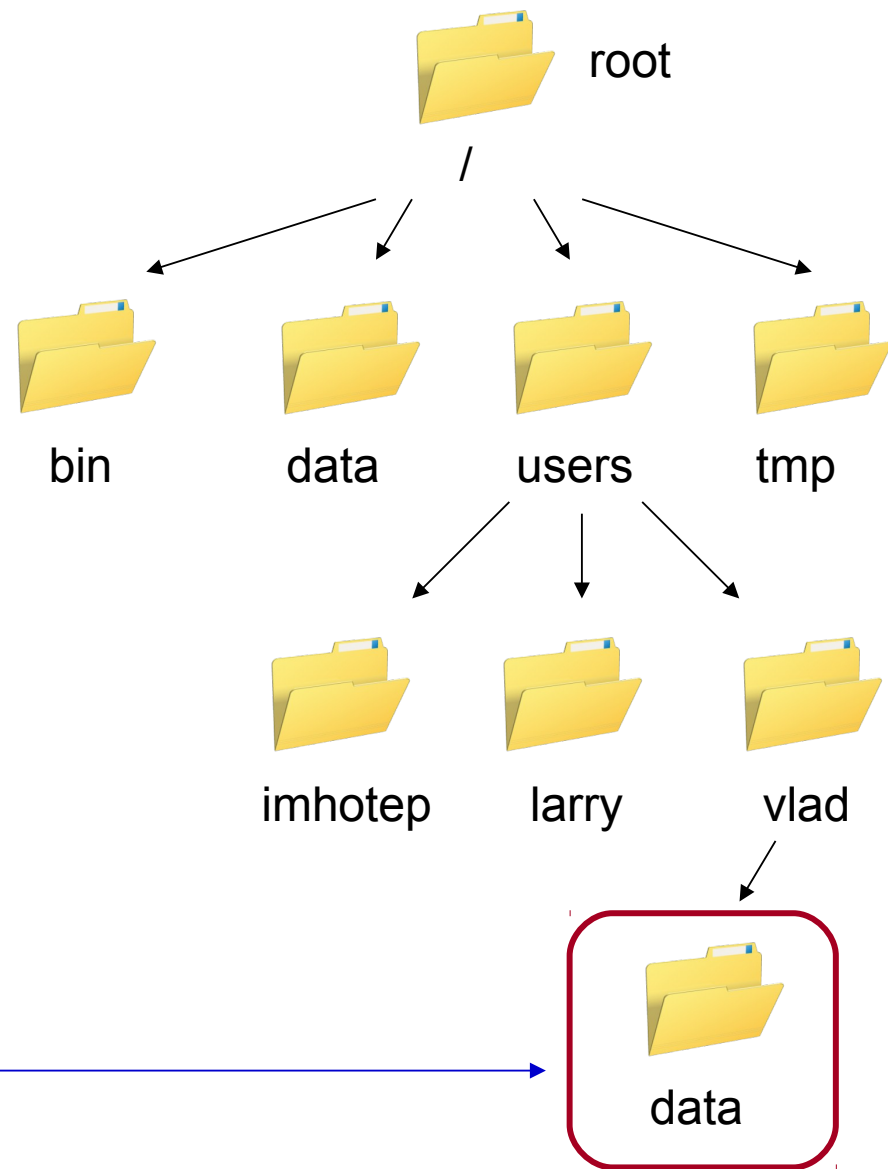 root
/
bin data users tmp
imhotep larry vlad
data